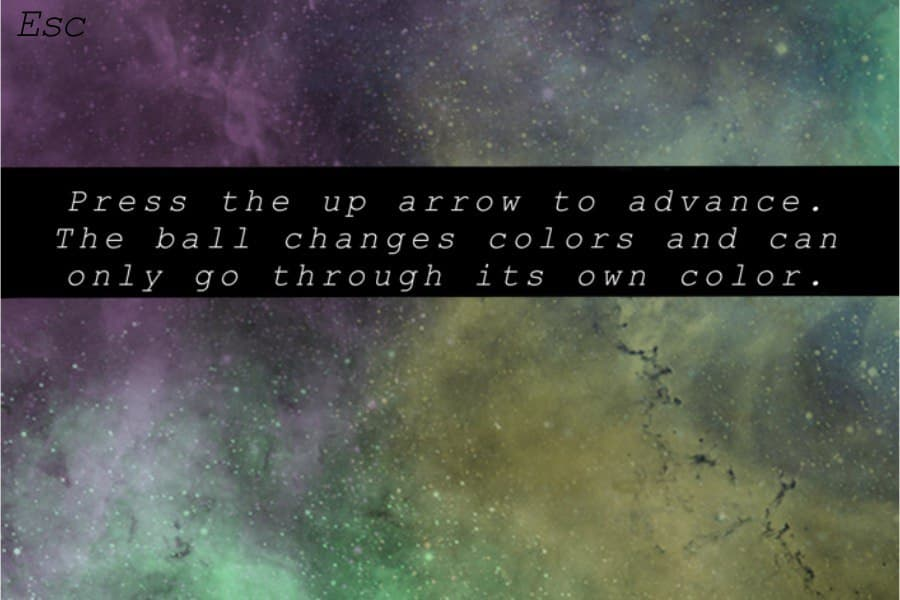 Esc
Press the up arrow to advance.
The ball changes colors and can
only go through its own color.